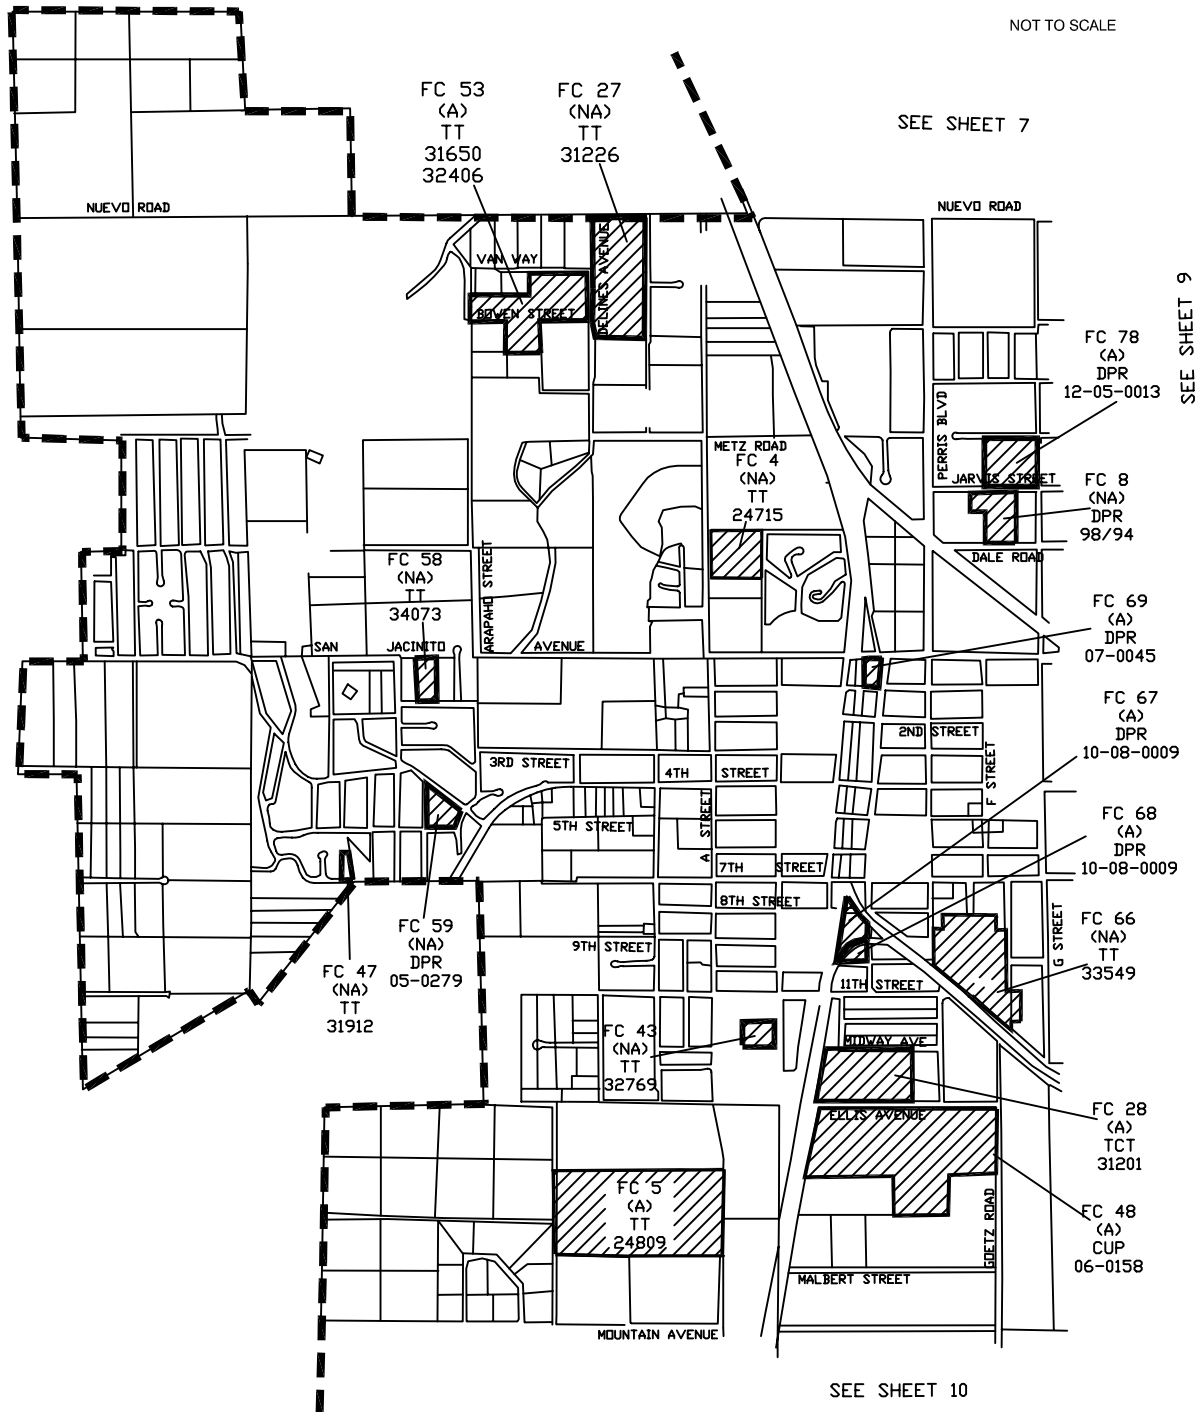 NOT TO SCALE
SEE SHEET 7
FC 53
(A)
TT
31650
32406
FC 27
(NA)
TT
31226
NUEVO ROAD
NUEVO ROAD
VAN WAY
DELINES AVENUE
BOWEN STREET
SEE SHEET 9
FC 78
(A)
DPR
12-05-0013
PERRIS BLVD
METZ ROAD
FC 4
(NA)
TT
24715
JARVIS STREET
FC 8
(NA)
DPR
98/94
DALE ROAD
FC 58
(NA)
TT
34073
ARAPAHO STREET
SAN JACINITO AVENUE
FC 69
(A)
DPR
07-0045
FC 67
(A)
DPR
10-08-0009
2ND STREET
F STREET
3RD STREET
4TH STREET
A STREET
5TH STREET
FC 68
(A)
DPR
10-08-0009
7TH STREET
8TH STREET
9TH STREET
G STREET
FC 66
(NA)
TT
33549
FC 59
(NA)
DPR
05-0279
FC 47
(NA)
TT
31912
11TH STREET
FC 43
(NA)
TT
32769
MIDWAY AVE
ELLIS AVENUE
FC 28
(A)
TCT
31201
FC 5
(A)
TT
24809
GOETZ ROAD
FC 48
(A)
CUP
06-0158
MALBERT STREET
MOUNTAIN AVENUE
SEE SHEET 10